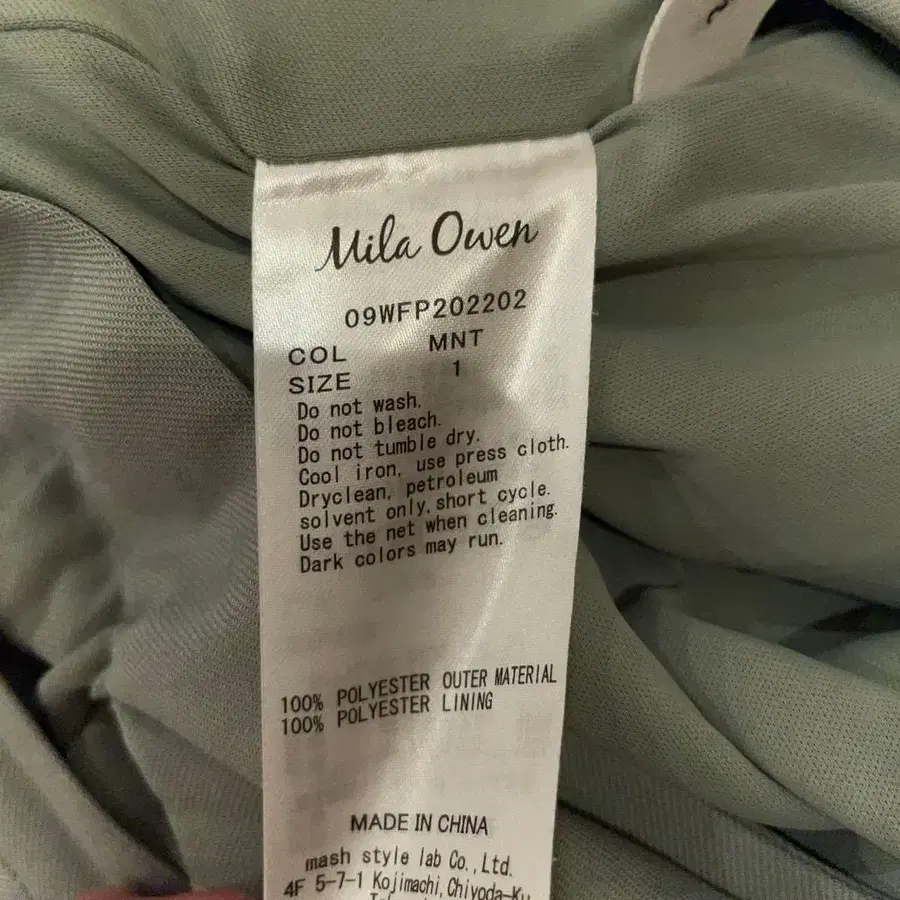 Mila Owen
09WFP202202
COL MNT
SIZE 1
Do not wash.
Do not bleach.
Do not tumble dry.
Cool iron, use press cloth.
Dryclean, petroleum
solvent only, short cycle.
Use the net when cleaning.
Dark colors may run.
100% POLYESTER OUTER MATERIAL
100% POLYESTER LINING
MADE IN CHINA
mash style lab Co., Ltd.
4F 5-7-1 Kojimachi, Chiyoda-Ku